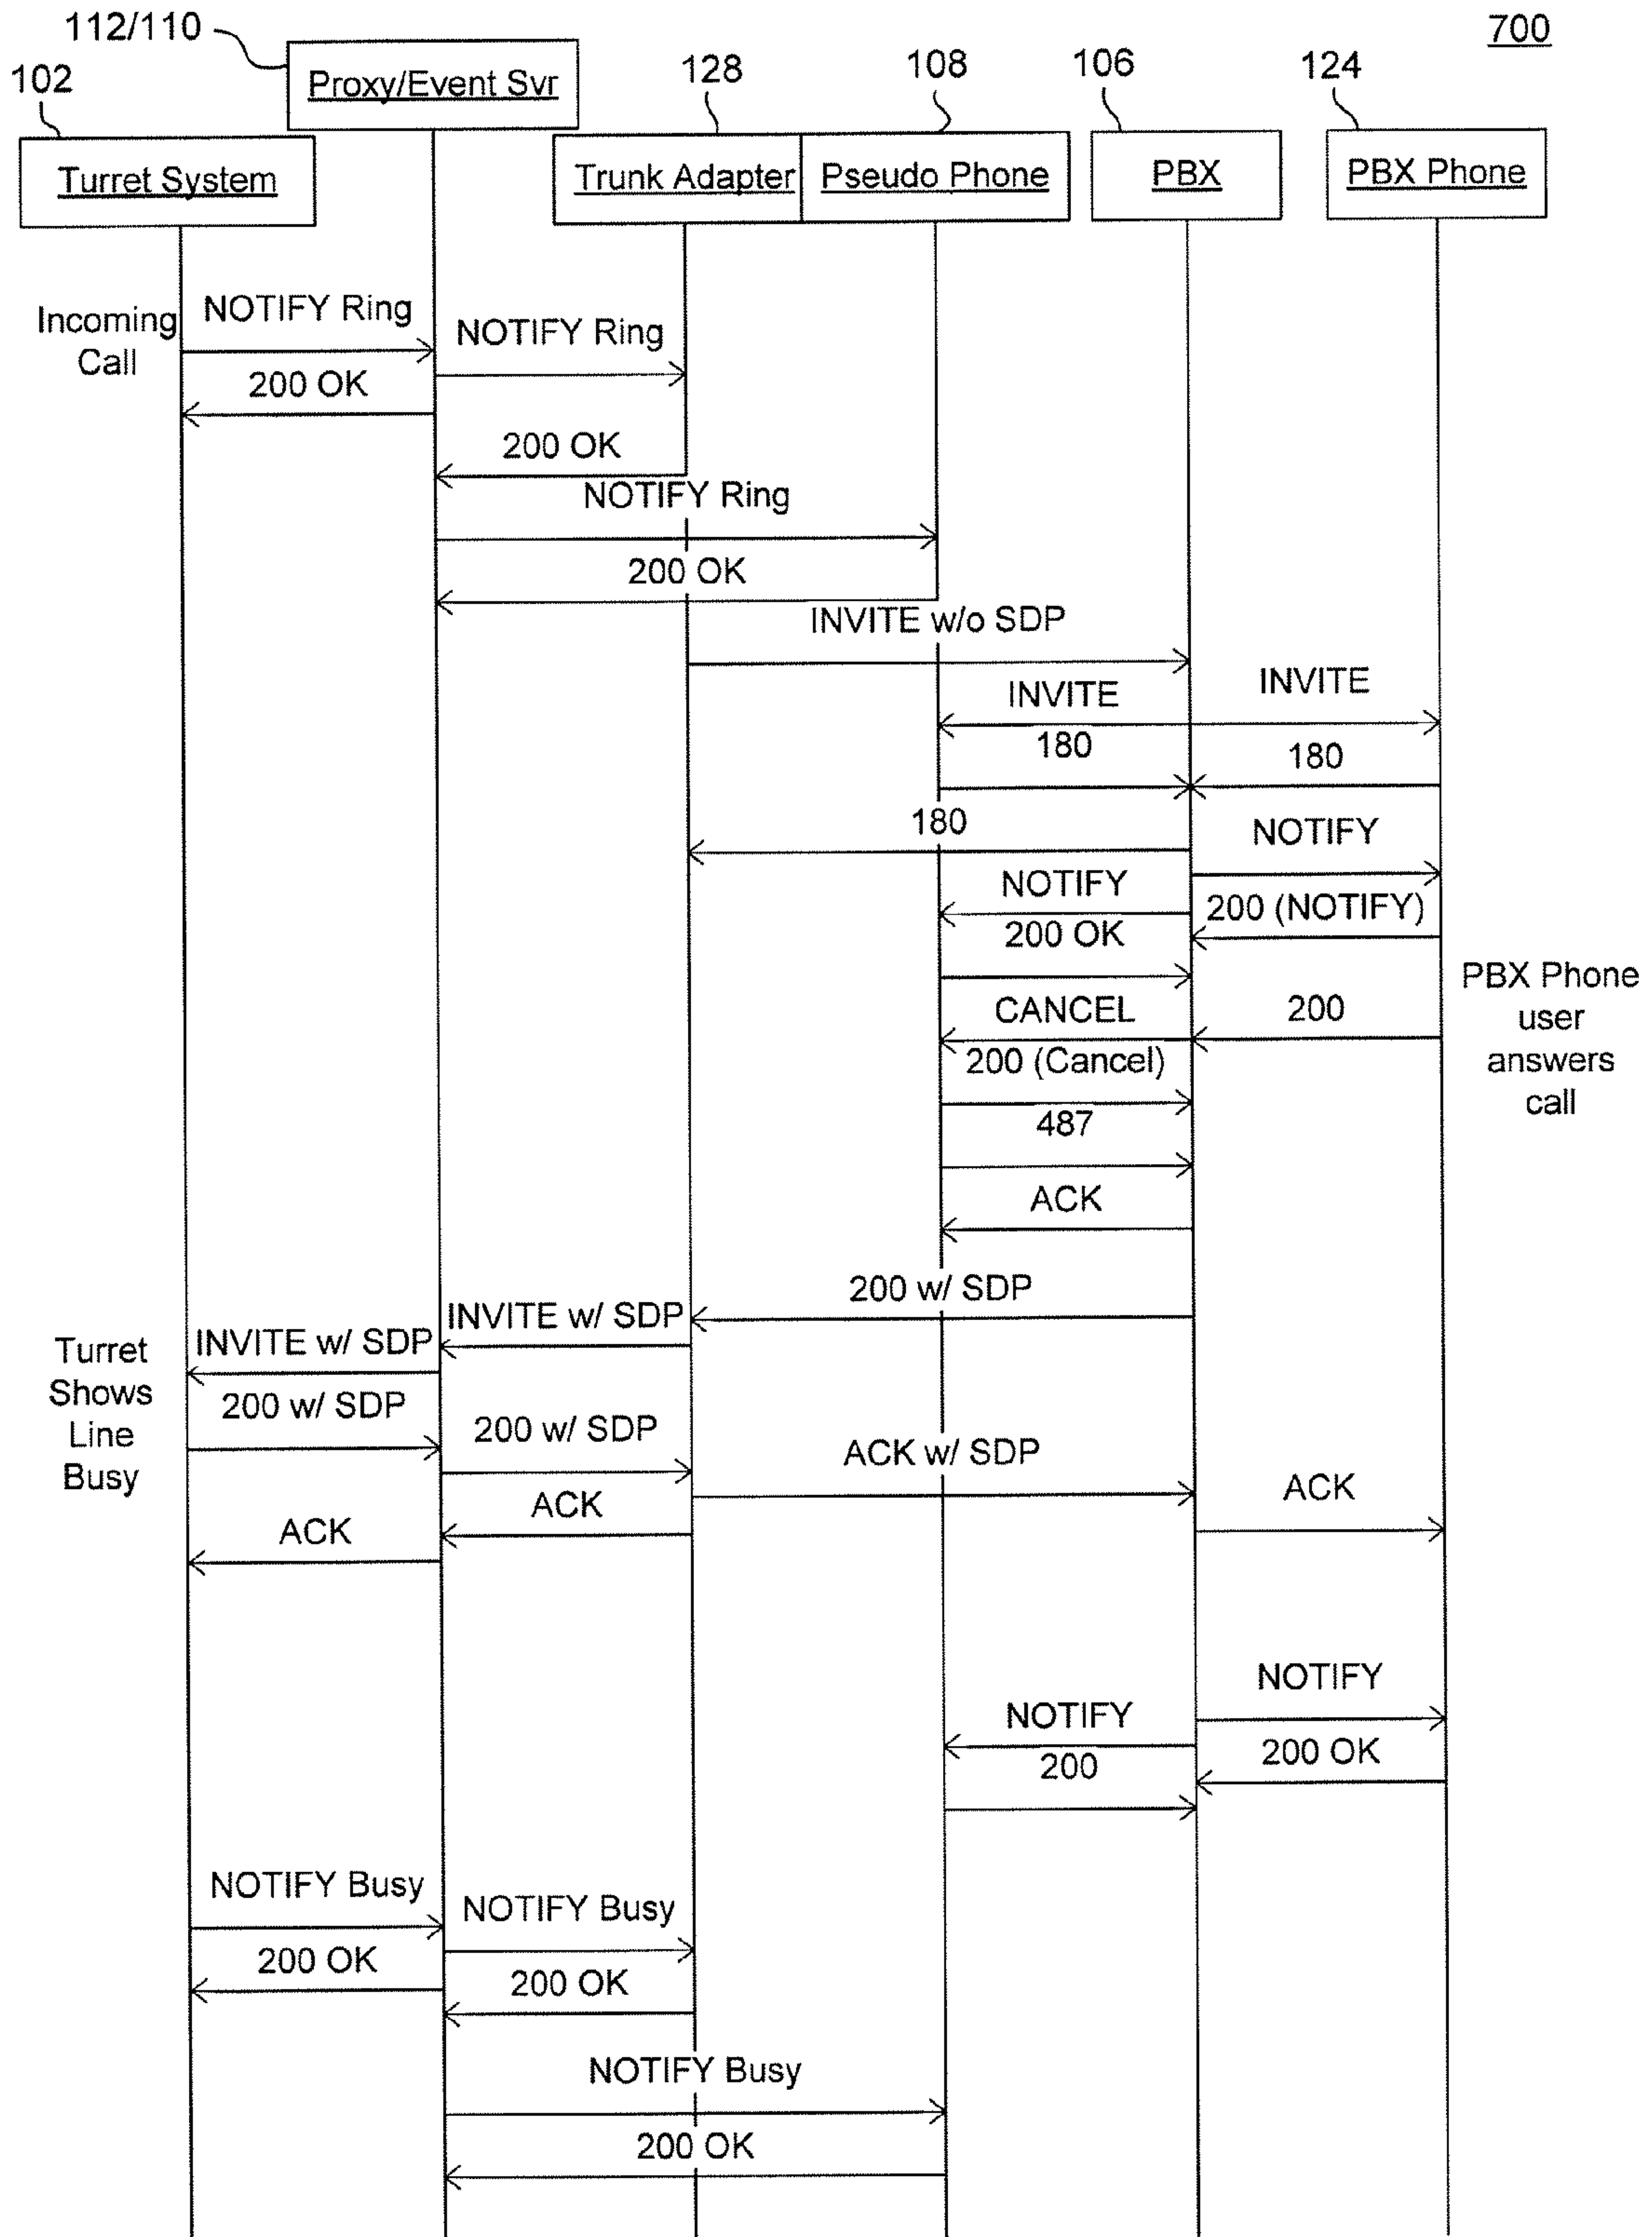 112/110
700
102
Proxy/Event Svr
128
108
106
124
Turret System
Trunk Adapter
Pseudo Phone
PBX
PBX Phone
Incoming
Call
NOTIFY Ring
NOTIFY Ring
200 OK
200 OK
NOTIFY Ring
200 OK
INVITE w/o SDP
INVITE
INVITE
180
180
180
NOTIFY
NOTIFY
200 (NOTIFY)
200 OK
PBX Phone
user
answers
call
CANCEL
200
200 (Cancel)
487
ACK
200 w/ SDP
INVITE w/ SDP
INVITE w/ SDP
Turret
Shows
Line
Busy
200 w/ SDP
200 w/ SDP
ACK w/ SDP
ACK
ACK
ACK
NOTIFY
NOTIFY
200 OK
200
NOTIFY Busy
NOTIFY Busy
200 OK
200 OK
NOTIFY Busy
200 OK